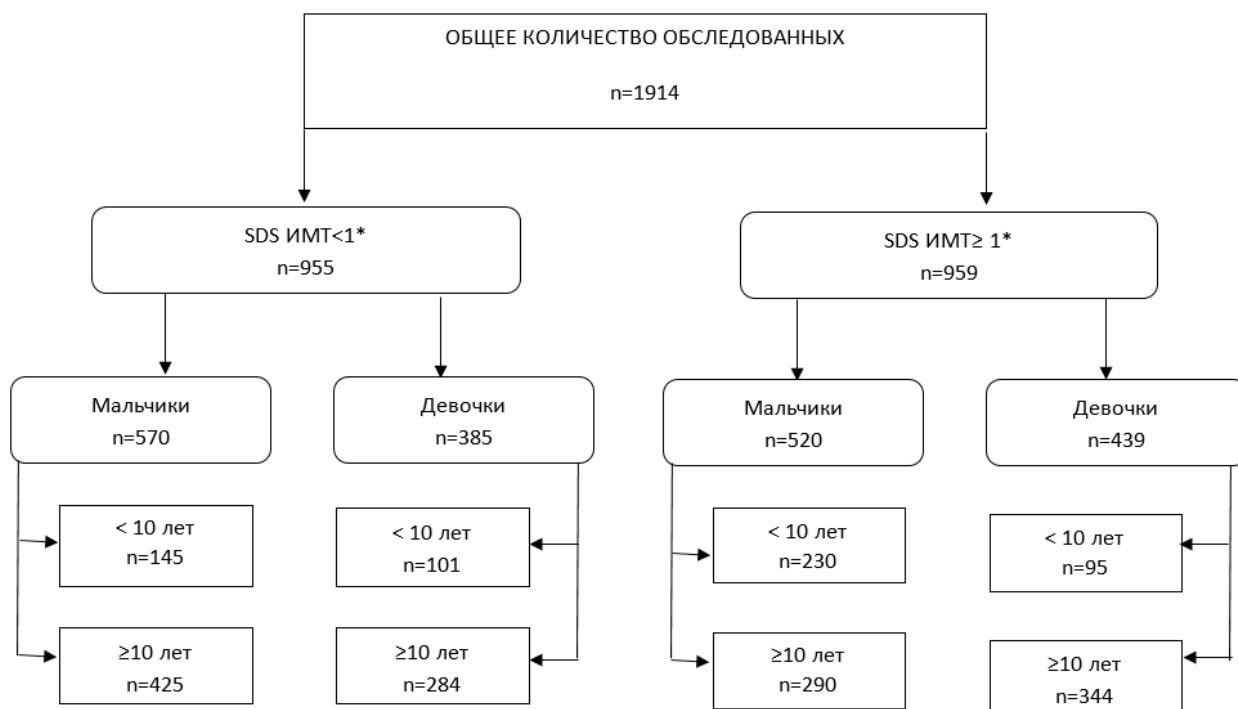 ОБЩЕЕ КОЛИЧЕСТВО ОБСЛЕДОВАННЫХ
n=1914
SDS ИМТ<1*
n=955
SDS ИМТ≥ 1*
n=959
Мальчики
n=570
Девочки
n=385
Мальчики
n=520
Девочки
n=439
< 10 лет
n=145
< 10 лет
n=101
< 10 лет
n=230
< 10 лет
n=95
≥10 лет
n=425
≥10 лет
n=284
≥10 лет
n=290
≥10 лет
n=344